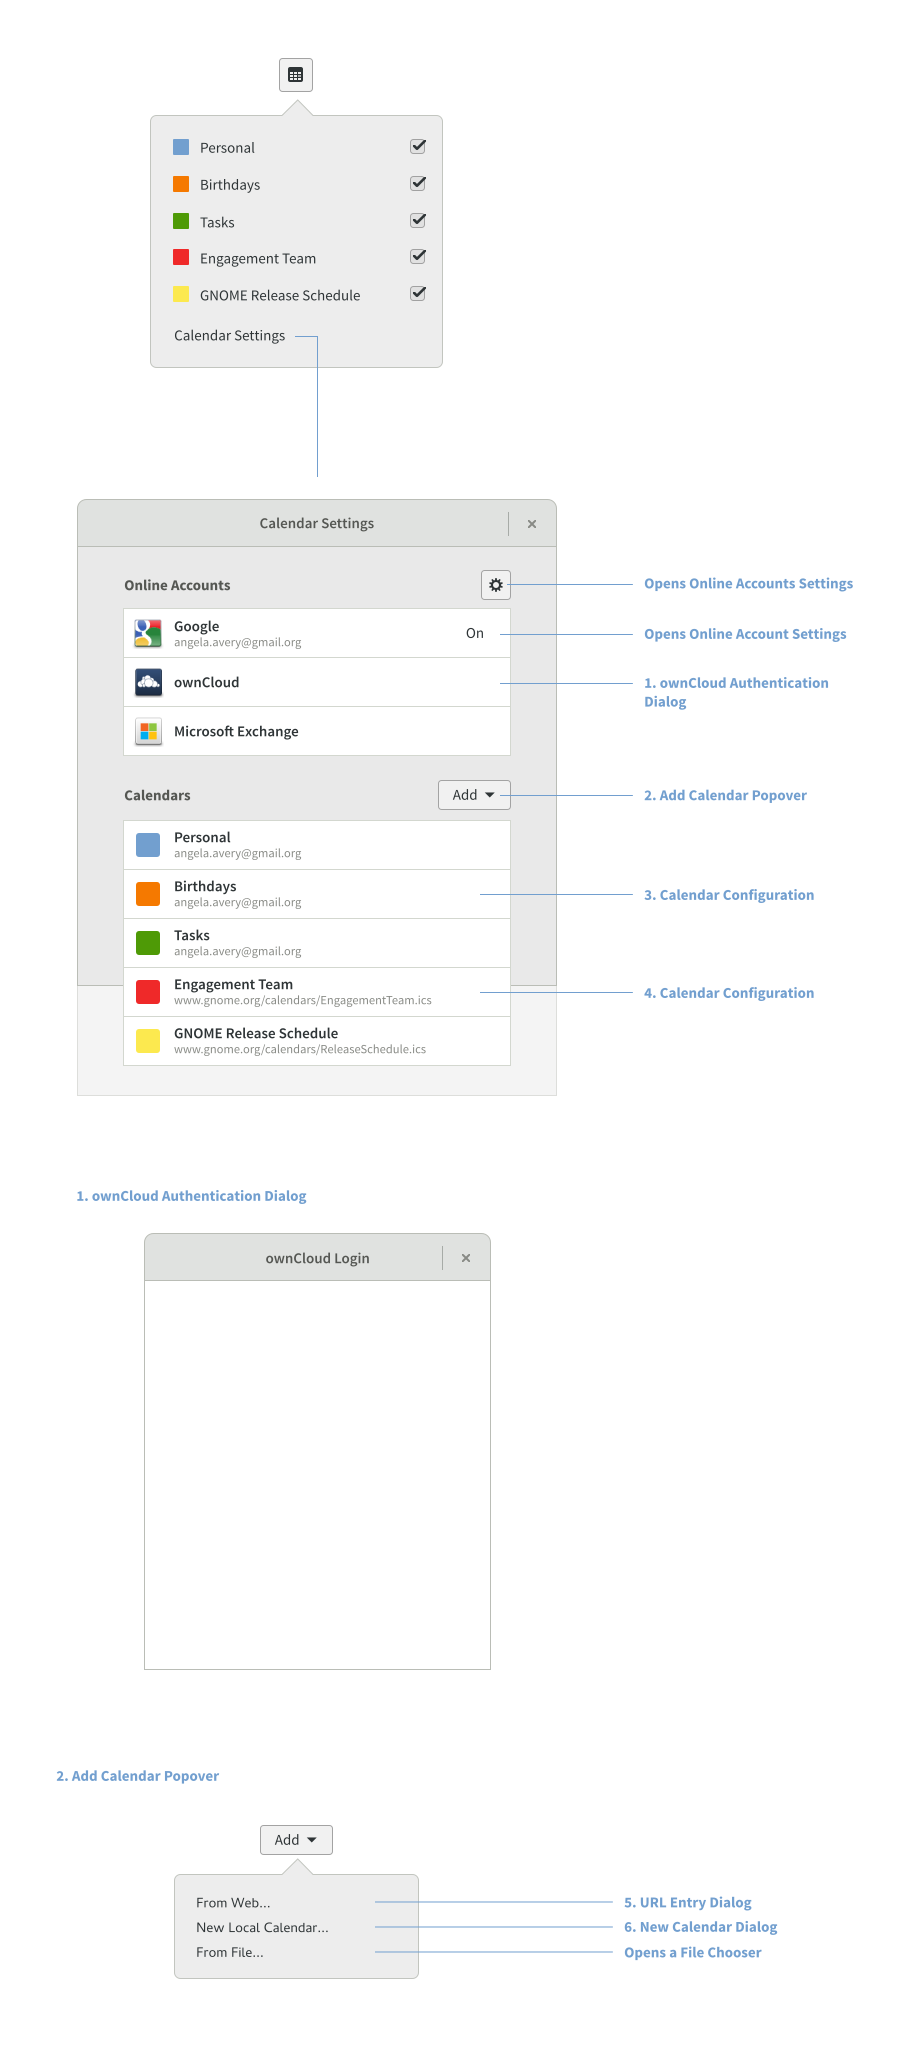 Personal
Birthdays
Tasks
Engagement Team
GNOME Release Schedule
Calendar Settings
Calendar Settings
Online Accounts
Opens Online Accounts Settings
Google
angela.avery@gmail.org
On
Opens Online Account Settings
ownCloud
1. ownCloud Authentication
Dialog
Microsoft Exchange
Calendars
Add
2. Add Calendar Popover
Personal
angela.avery@gmail.org
Birthdays
angela.avery@gmail.org
3. Calendar Configuration
Tasks
angela.avery@gmail.org
Engagement Team
www.gnome.org/calendars/EngagementTeam.ics
4. Calendar Configuration
GNOME Release Schedule
www.gnome.org/calendars/ReleaseSchedule.ics
1. ownCloud Authentication Dialog
ownCloud Login
2. Add Calendar Popover
Add
From Web...
5. URL Entry Dialog
New Local Calendar...
6. New Calendar Dialog
From File...
Opens a File Chooser